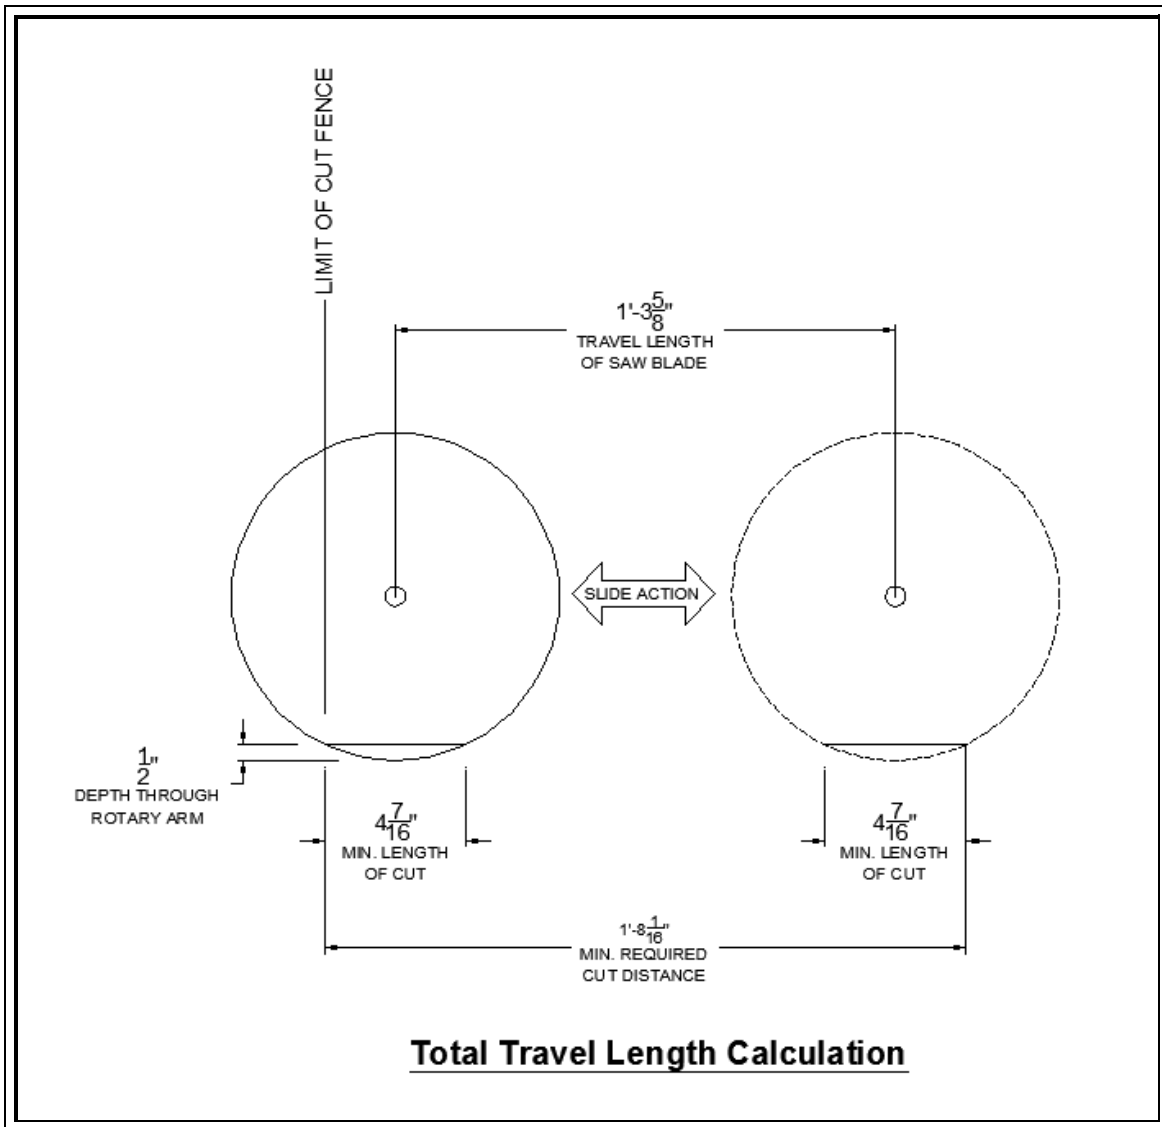 LIMIT OF CUT FENCE
1'-3 5/8"
TRAVEL LENGTH
OF SAW BLADE
SLIDE ACTION
1/2"
DEPTH THROUGH
ROTARY ARM
4 7/16"
MIN. LENGTH
OF CUT
4 7/16"
MIN. LENGTH
OF CUT
1'-8 1/16"
MIN. REQUIRED
CUT DISTANCE
Total Travel Length Calculation